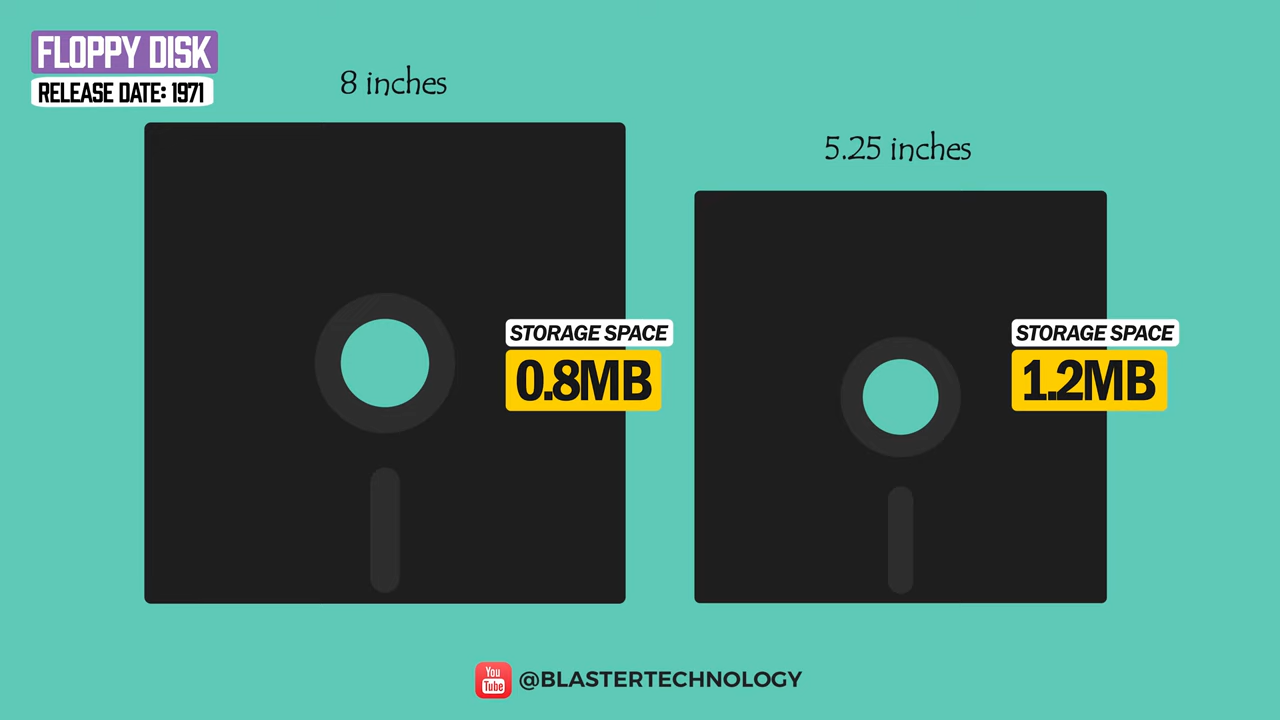 FLOPPY DISK
RELEASE DATE: 1971
8 inches
5.25 inches
STORAGE SPACE
0.8MB
STORAGE SPACE
1.2MB
You
Tube
@BLASTERTECHNOLOGY